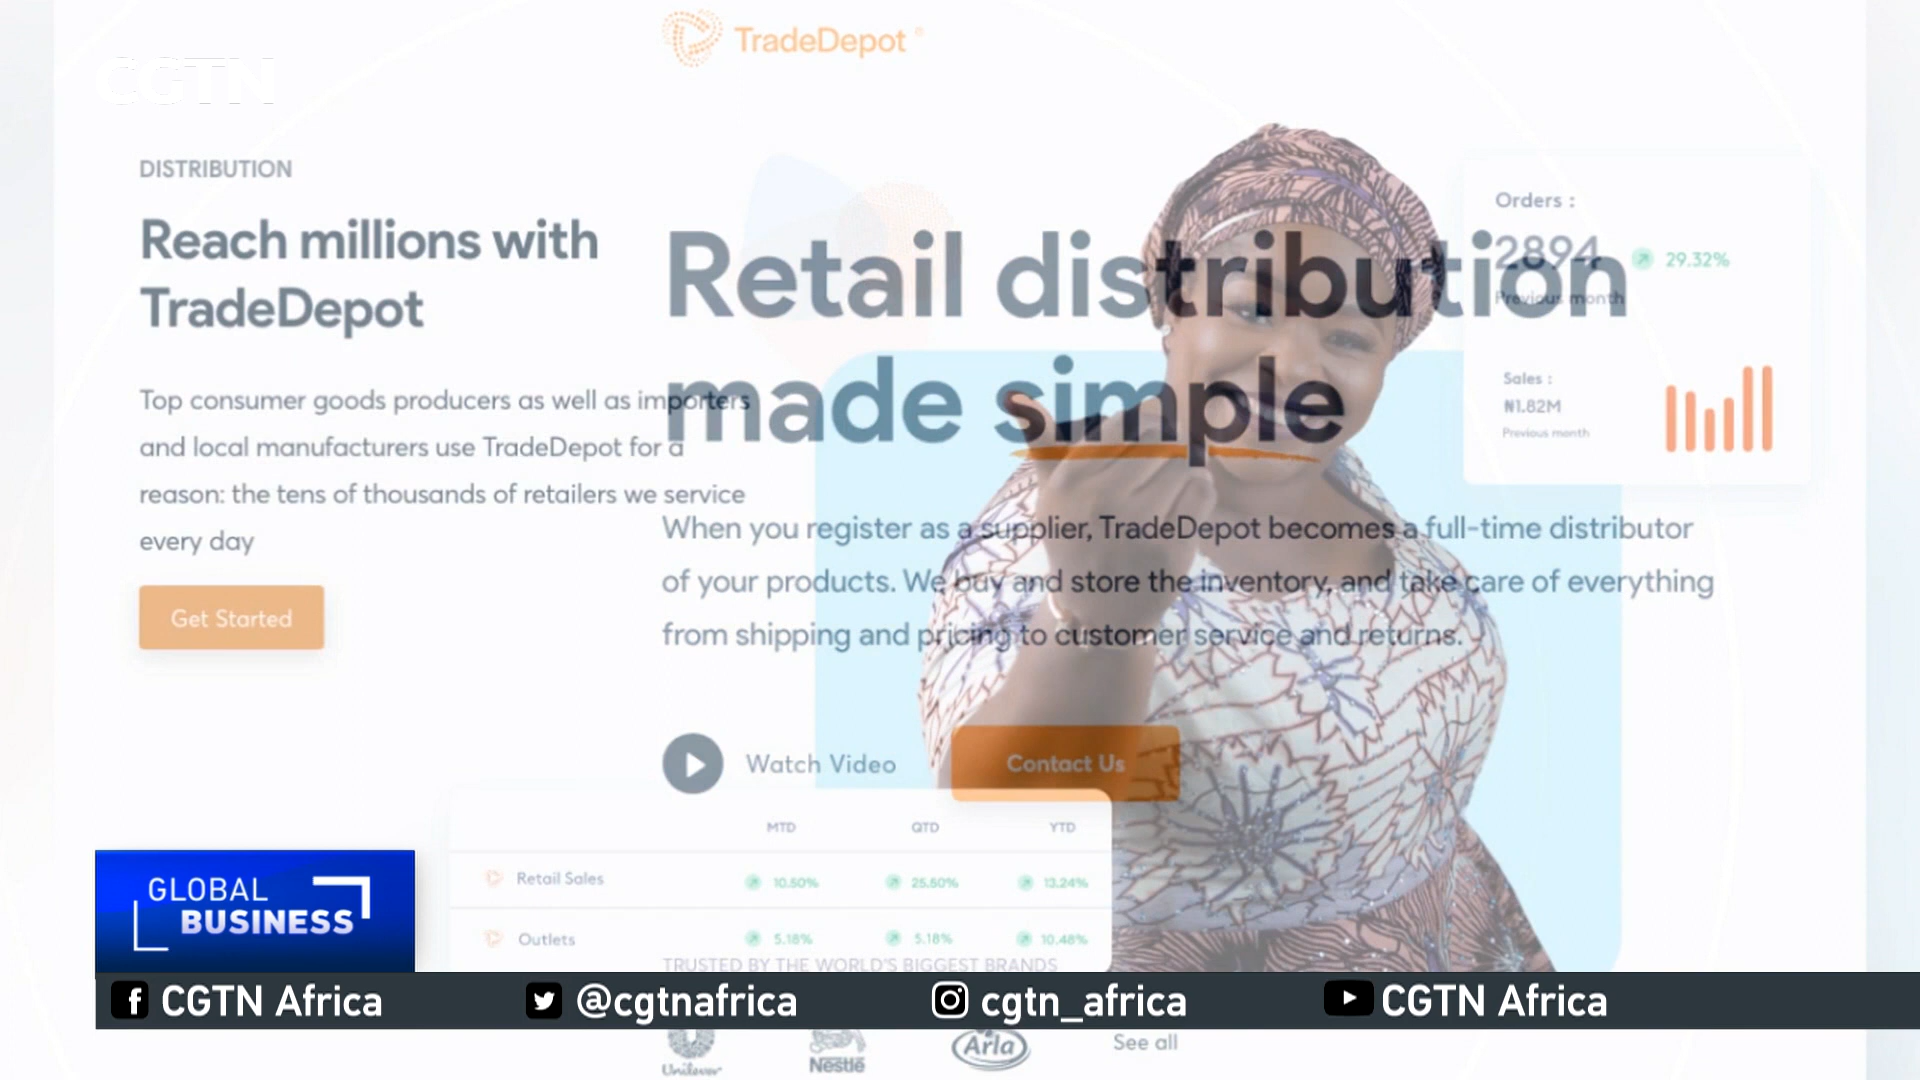 TradeDepot
CGTN
DISTRIBUTION
Reach millions with
TradeDepot
Top consumer goods producers as well as importers
and local manufacturers use TradeDepot for a
reason: the tens of thousands of retailers we service
every day
Get Started
Retail distribution
made simple
When you register as a supplier, TradeDepot becomes a full-time distributor
of your products. We buy and store the inventory, and take care of everything
from shipping and pricing to customer service and returns.
Watch Video
Contact Us
Orders :
2894
29.32%
Previous month
Sales :
₦1.82M
Previous month
MTD QTD YTD
Retail Sales 10.50% 25.50% 13.24%
Outlets 5.18% 5.18% 10.48%
TRUSTED BY THE WORLD'S BIGGEST BRANDS
GLOBAL
BUSINESS
CGTN Africa @cgtnafrica cgtn_africa CGTN Africa
Unilever Nestlé Arla See all